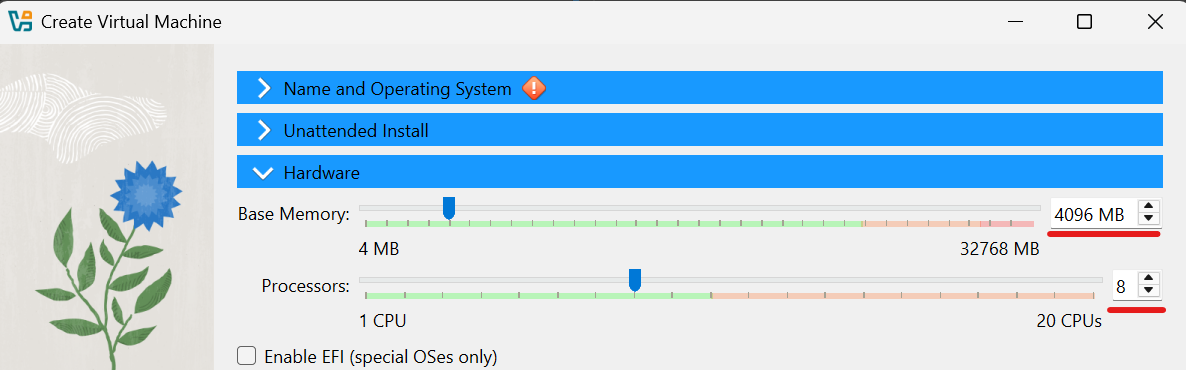 Create Virtual Machine
Name and Operating System
Unattended Install
Hardware
Base Memory: 4096 MB
4 MB 32768 MB
Processors: 8
1 CPU 20 CPUs
Enable EFI (special OSes only)